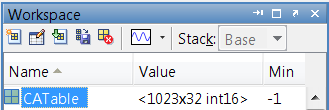 Workspace
Stack: Base
Name Value Min
CATable <1023x32 int16> -1